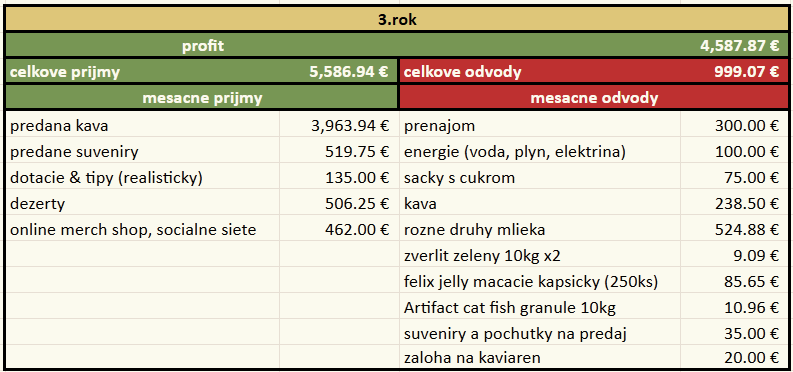 3.rok
profit 4,587.87 €
celkove prijmy 5,586.94 € celkove odvody 999.07 €
mesacne prijmy mesacne odvody
predana kava 3,963.94 € prenajom 300.00 €
predane suveniry 519.75 € energie (voda, plyn, elektrina) 100.00 €
dotacie & tipy (realisticky) 135.00 € sacky s cukrom 75.00 €
dezerty 506.25 € kava 238.50 €
online merch shop, socialne siete 462.00 € rozne druhy mlieka 524.88 €
zverlit zeleny 10kg x2 9.09 €
felix jelly macacie kapsicky (250ks) 85.65 €
Artifact cat fish granule 10kg 10.96 €
suveniry a pochutky na predaj 35.00 €
zaloha na kaviaren 20.00 €